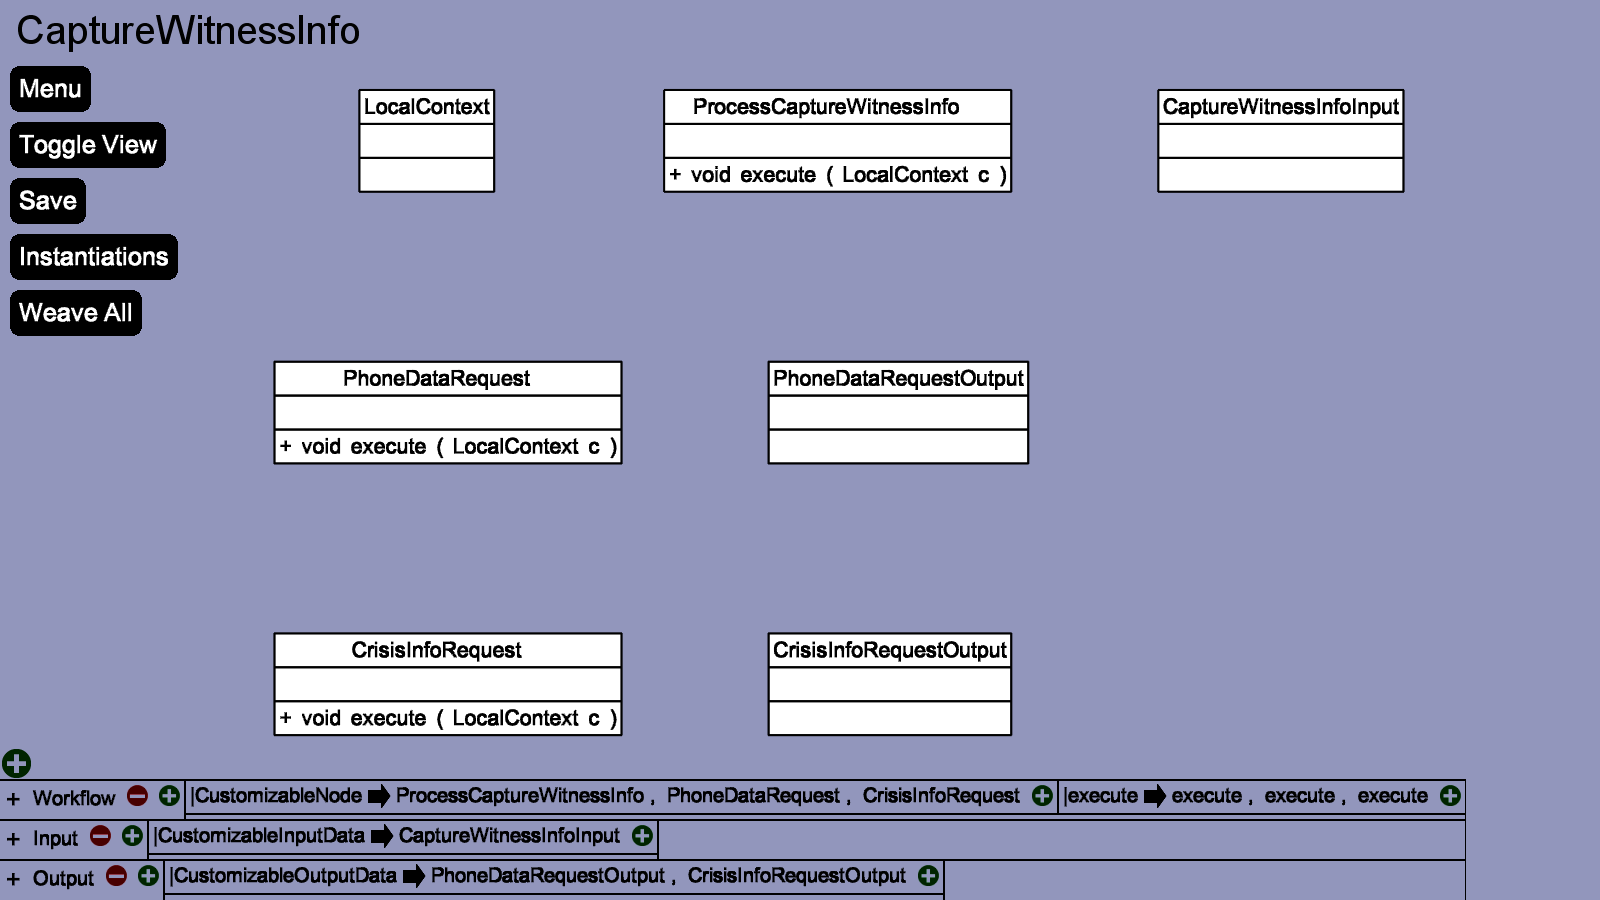 CaptureWitnessInfo
Menu
Toggle View
Save
Instantiations
Weave All
LocalContext
ProcessCaptureWitnessInfo
+ void execute ( LocalContext c )
CaptureWitnessInfoInput
PhoneDataRequest
+ void execute ( LocalContext c )
PhoneDataRequestOutput
CrisisInfoRequest
+ void execute ( LocalContext c )
CrisisInfoRequestOutput
+ Workflow |CustomizableNode ➡ ProcessCaptureWitnessInfo , PhoneDataRequest , CrisisInfoRequest |execute ➡ execute , execute , execute
+ Input |CustomizableInputData ➡ CaptureWitnessInfoInput
+ Output |CustomizableOutputData ➡ PhoneDataRequestOutput , CrisisInfoRequestOutput